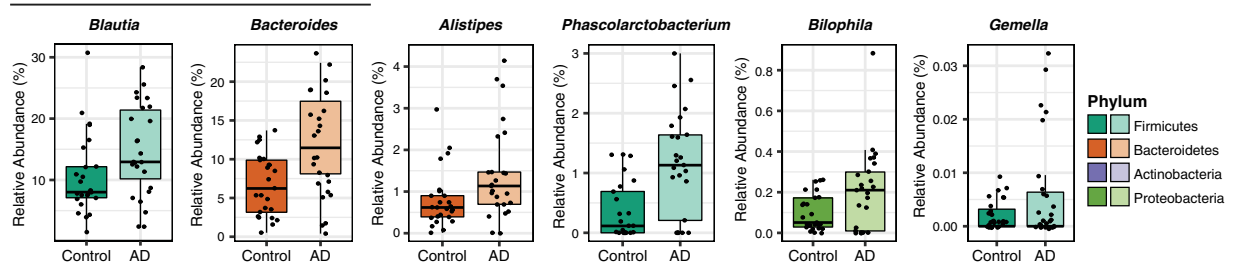 Blautia
Relative Abundance (%)
30
20
10
Control AD
Bacteroides
Relative Abundance (%)
20
15
10
5
0
Control AD
Alistipes
Relative Abundance (%)
4
3
2
1
0
Control AD
Phascolarctobacterium
Relative Abundance (%)
3
2
1
0
Control AD
Bilophila
Relative Abundance (%)
0.8
0.6
0.4
0.2
0.0
Control AD
Gemella
Relative Abundance (%)
0.03
0.02
0.01
0.00
Control AD
Phylum
Firmicutes
Bacteroidetes
Actinobacteria
Proteobacteria